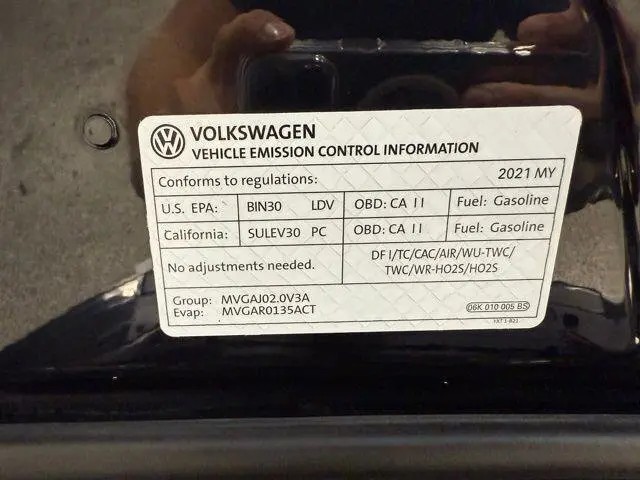 VOLKSWAGEN
VEHICLE EMISSION CONTROL INFORMATION
Conforms to regulations: 2021 MY
U.S. EPA: BIN30 LDV OBD: CA II Fuel: Gasoline
California: SULEV30 PC OBD: CA II Fuel: Gasoline
No adjustments needed.
DFI/TC/CAC/AIR/WU-TWC/
TWC/WR-HO2S/HO2S
Group: MVGAJ02.0V3A
Evap: MVGAR0135ACT
06K 010 005 BS